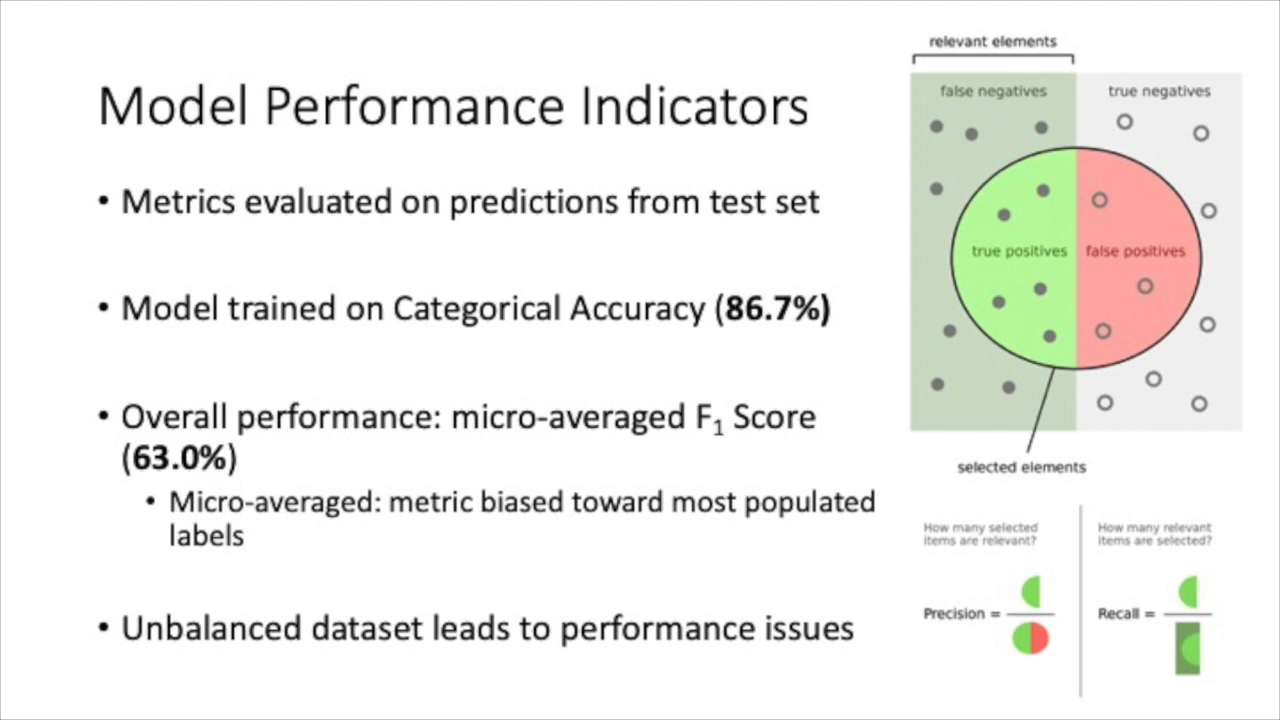 Model Performance Indicators
• Metrics evaluated on predictions from test set
• Model trained on Categorical Accuracy (86.7%)
• Overall performance: micro-averaged F₁ Score
(63.0%)
• Micro-averaged: metric biased toward most populated
labels
• Unbalanced dataset leads to performance issues
relevant elements
false negatives
true negatives
true positives
false positives
selected elements
How many selected
items are relevant?
Precision =
How many relevant
items are selected?
Recall =